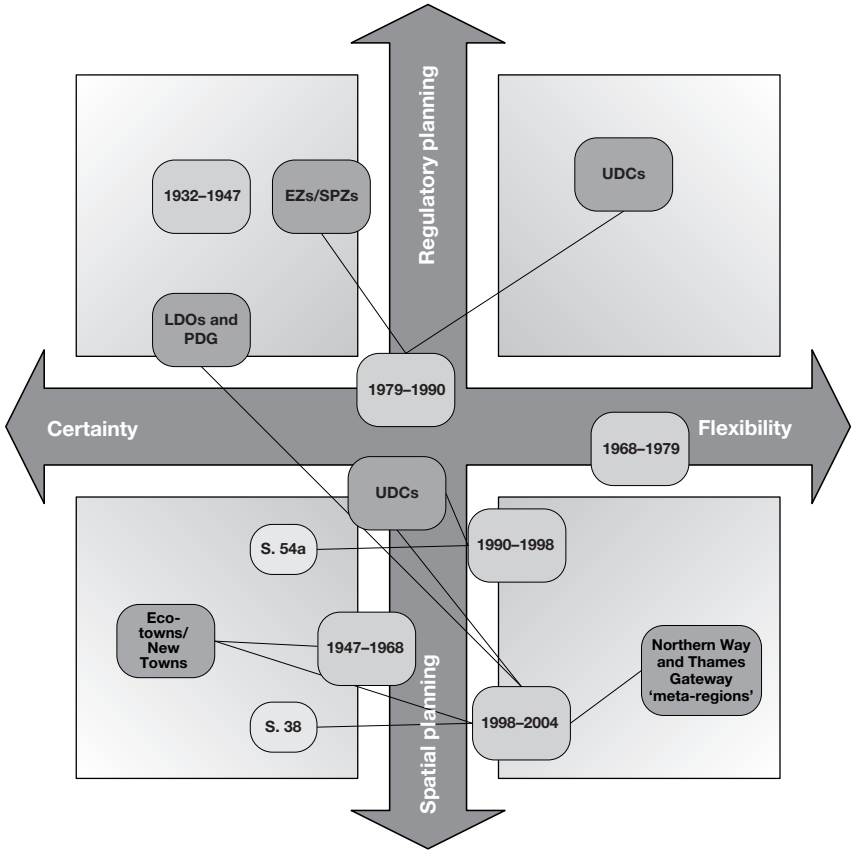 Regulatory planning
UDCs
1932–1947
EZs/SPZs
LDOs and
PDG
1979–1990
Certainty
Flexibility
1968–1979
UDCs
S. 54a
1990–1998
Eco-
towns/
New
Towns
1947–1968
Northern Way
and Thames
Gateway
‘meta-regions’
S. 38
1998–2004
Spatial planning